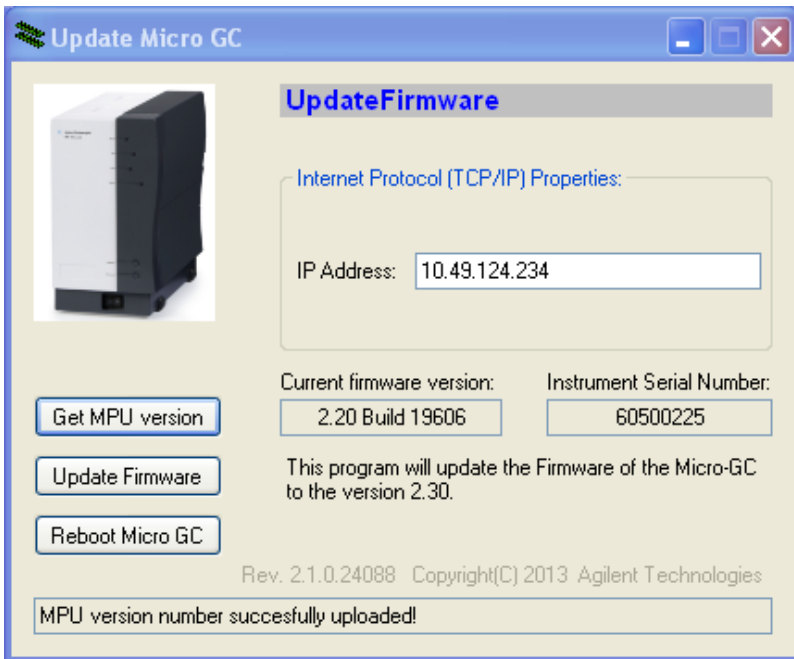 Update Micro GC
UpdateFirmware
Internet Protocol (TCP/IP) Properties:
IP Address: 10.49.124.234
Current firmware version: Instrument Serial Number:
Get MPU version 2.20 Build 19606 60500225
Update Firmware
This program will update the Firmware of the Micro-GC
to the version 2.30.
Reboot Micro GC
Rev. 2.1.0.24088 Copyright(C) 2013 Agilent Technologies
MPU version number succesfully uploaded!